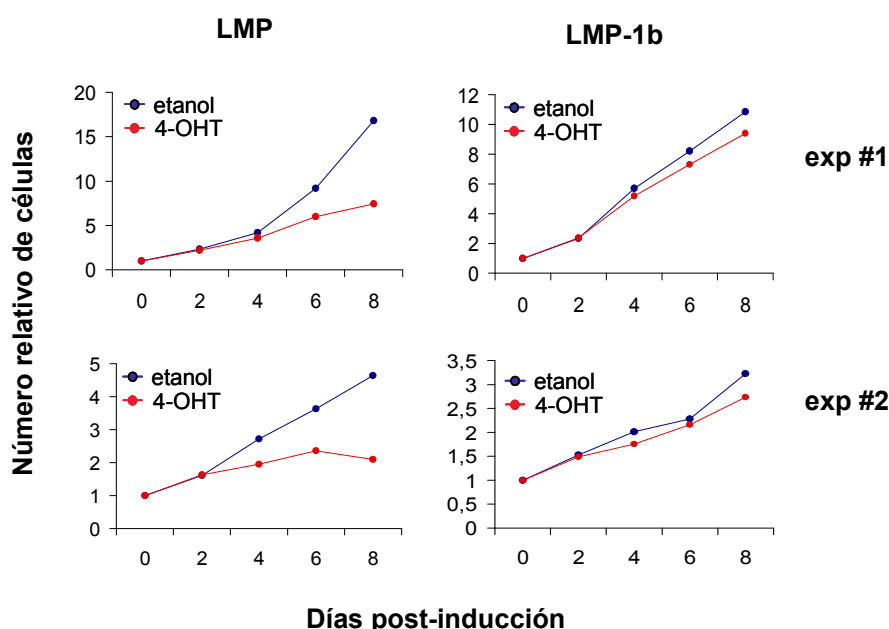 LMP
LMP-1b
Número relativo de células
20
15
10
5
0
etanol
4-OHT
0 2 4 6 8
12
10
8
6
4
2
0
etanol
4-OHT
0 2 4 6 8
exp #1
5
4
3
2
1
0
etanol
4-OHT
0 2 4 6 8
3,5
3
2,5
2
1,5
1
0,5
0
etanol
4-OHT
0 2 4 6 8
exp #2
Días post-inducción